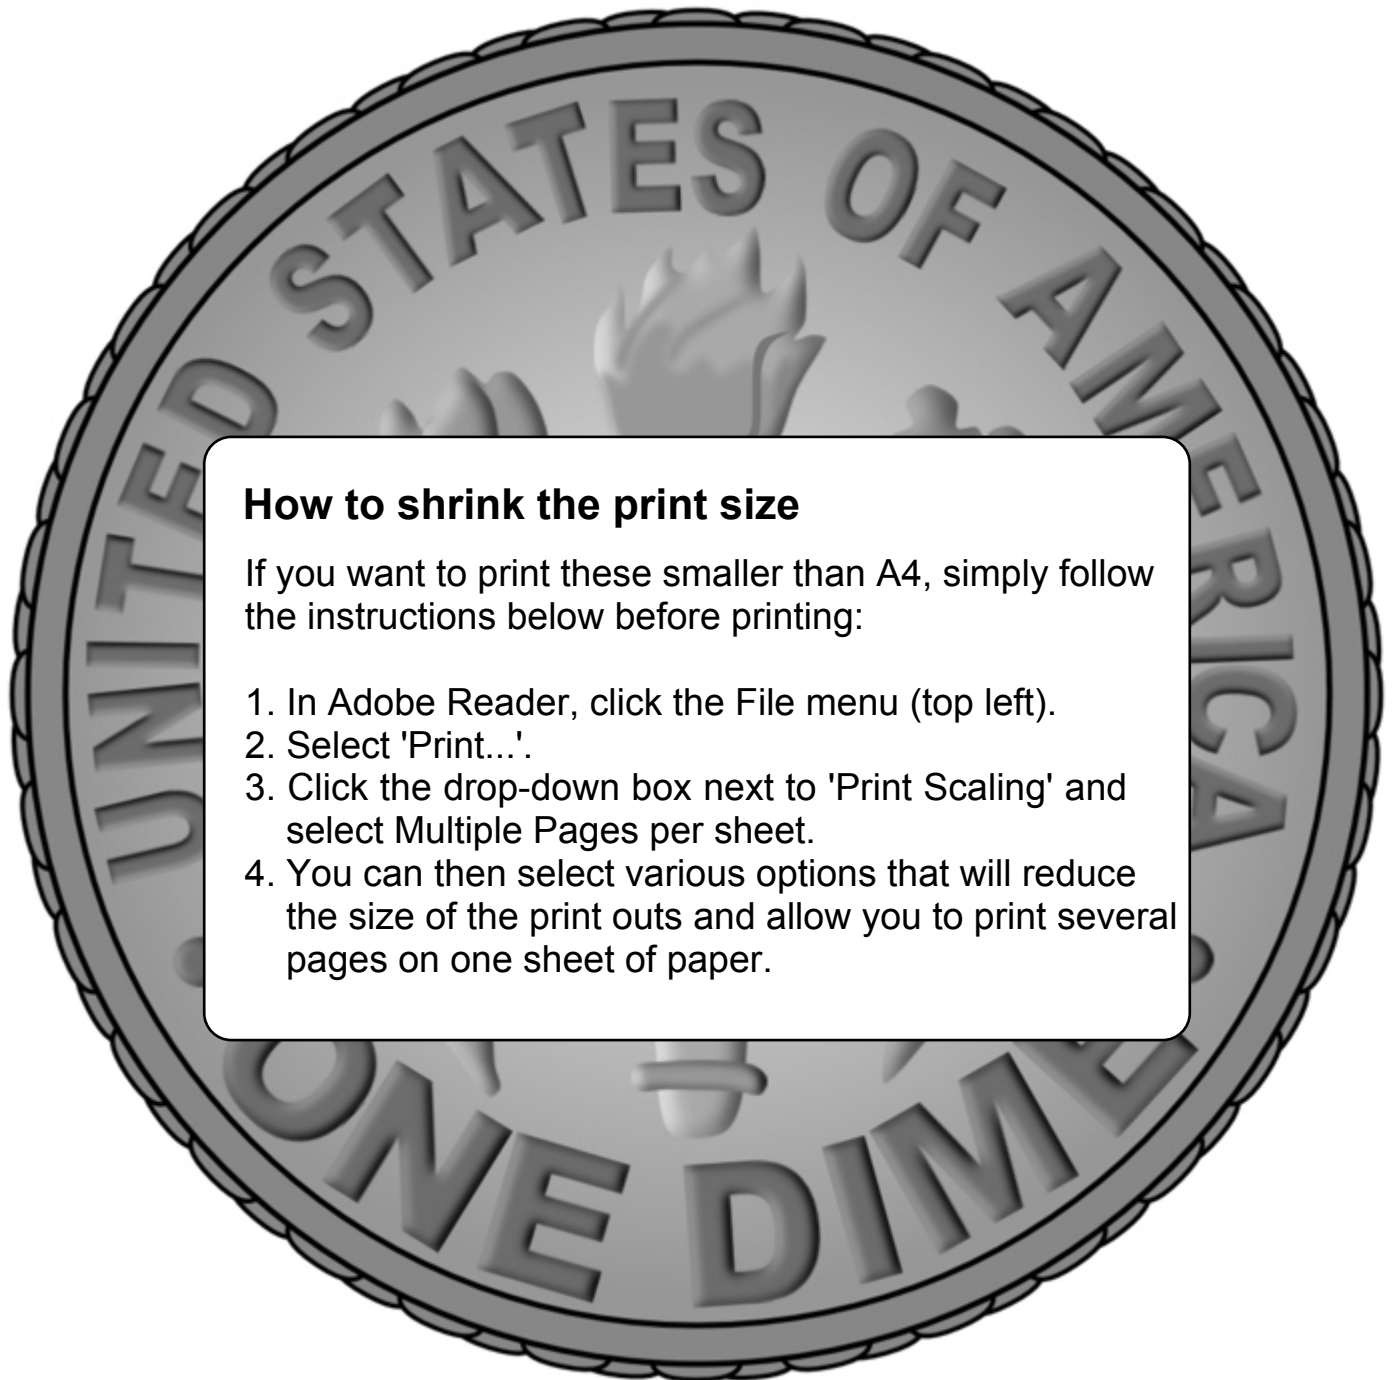 UNITED STATES OF AMERICA
How to shrink the print size
If you want to print these smaller than A4, simply follow
the instructions below before printing:
1. In Adobe Reader, click the File menu (top left).
2. Select 'Print...'.
3. Click the drop-down box next to 'Print Scaling' and
select Multiple Pages per sheet.
4. You can then select various options that will reduce
the size of the print outs and allow you to print several
pages on one sheet of paper.
ONE DIME